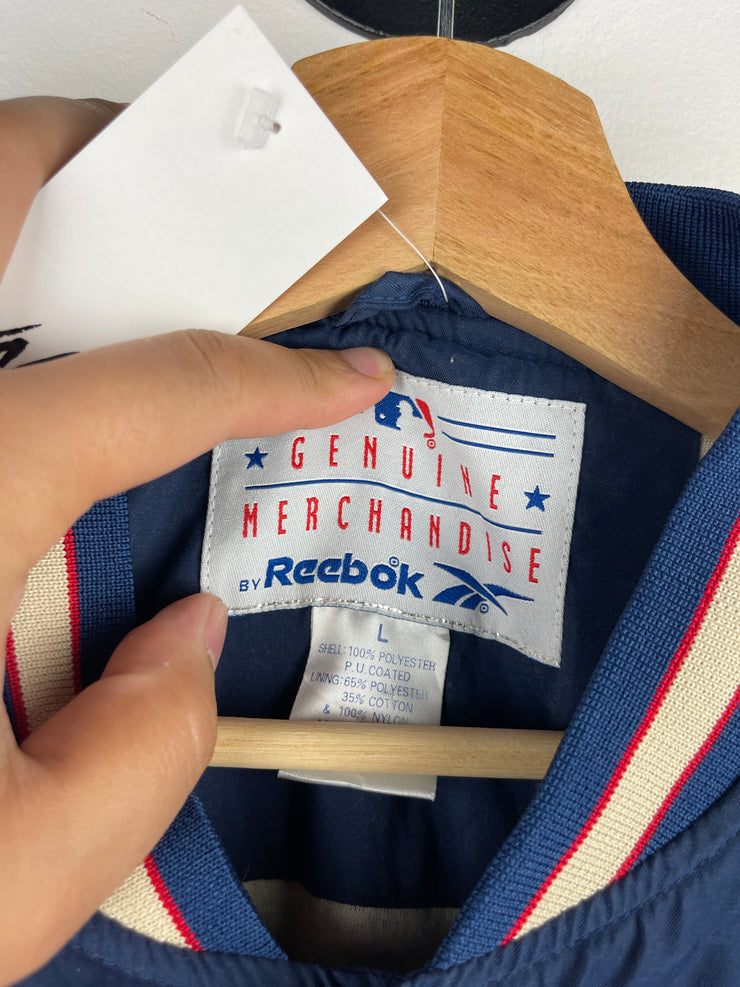 GENUINE
MERCHANDISE
BY Reebok
L
SHELL: 100% POLYESTER
P.U. COATED
LINING: 65% POLYESTER
35% COTTON
& 100% NYLON